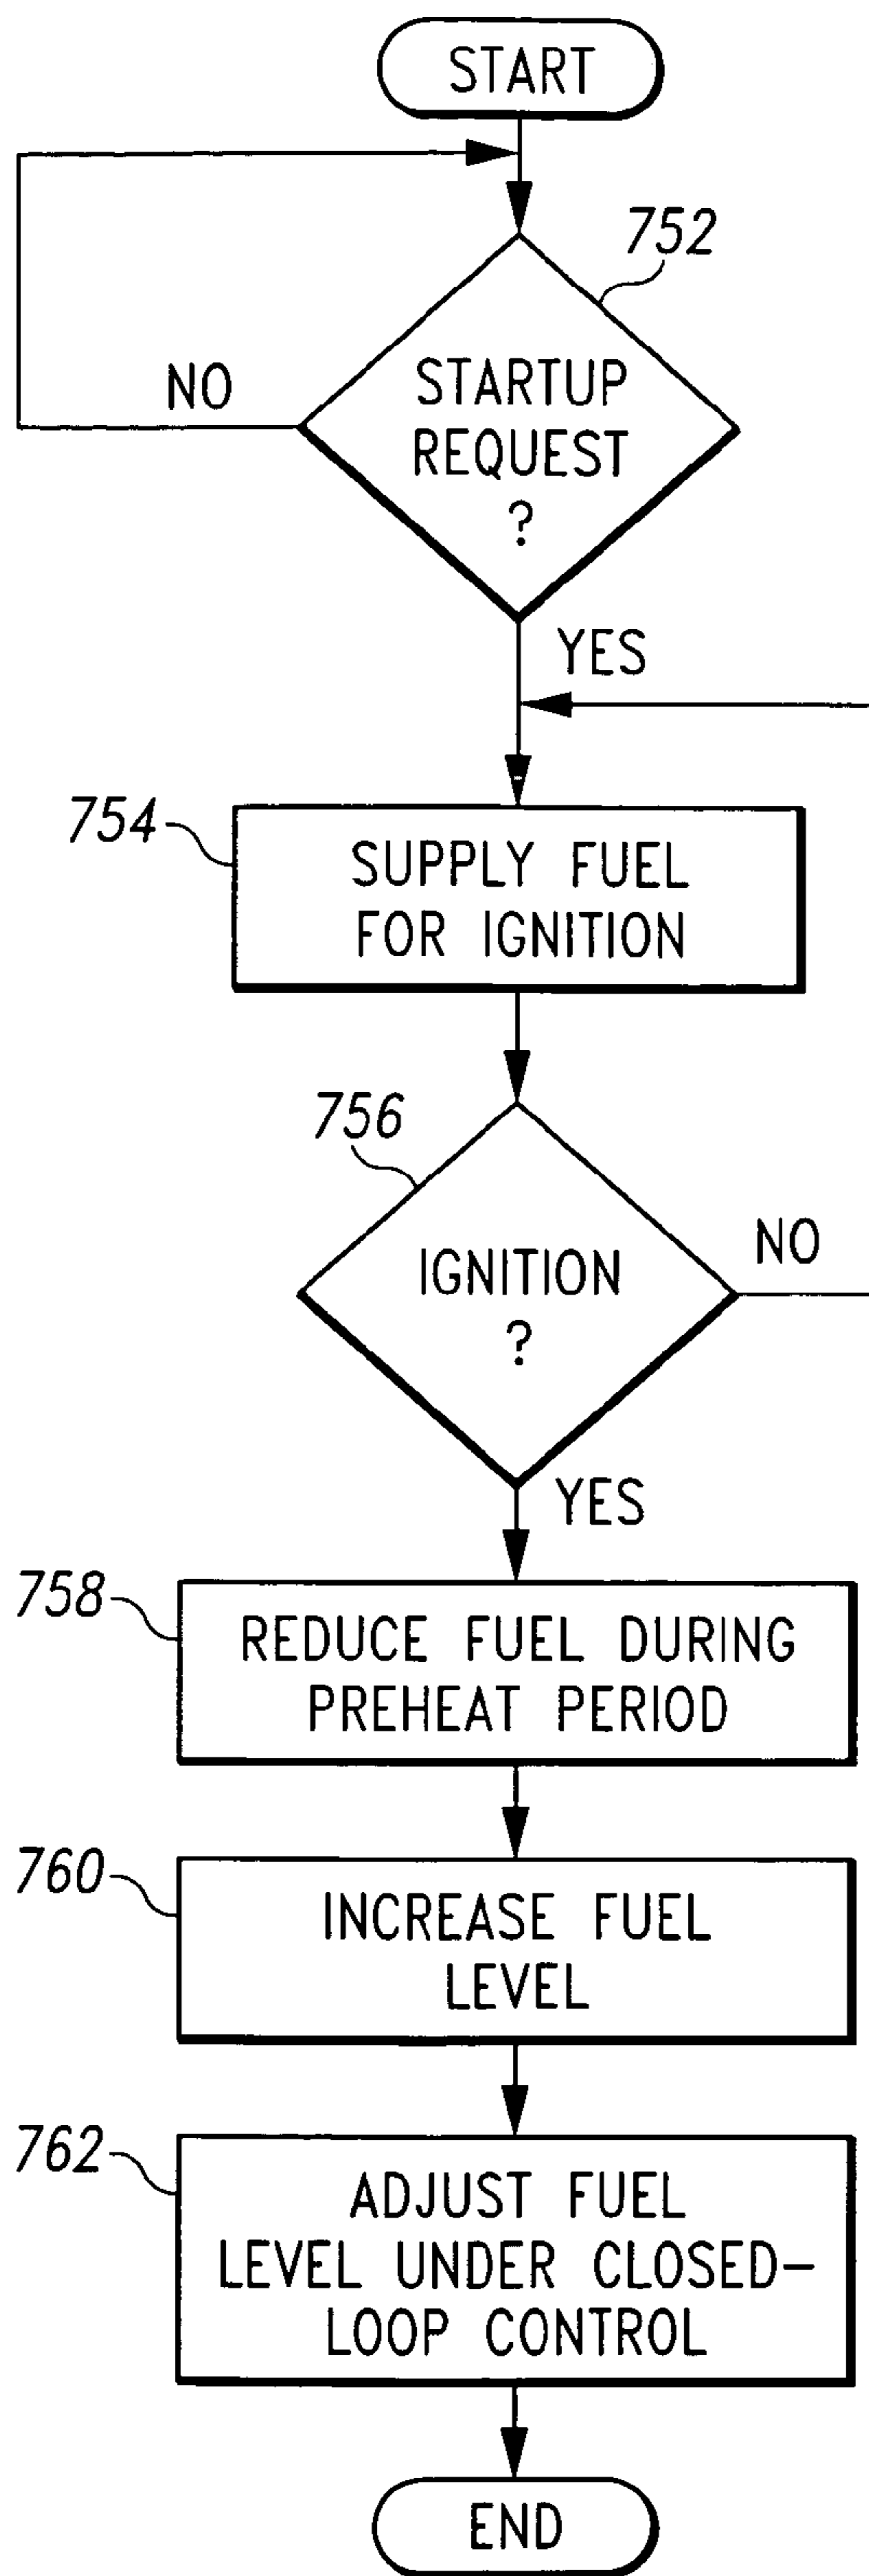 START
752
STARTUP
REQUEST
?
NO
YES
754
SUPPLY FUEL
FOR IGNITION
756
IGNITION
?
NO
YES
758
REDUCE FUEL DURING
PREHEAT PERIOD
760
INCREASE FUEL
LEVEL
762
ADJUST FUEL
LEVEL UNDER CLOSED-
LOOP CONTROL
END